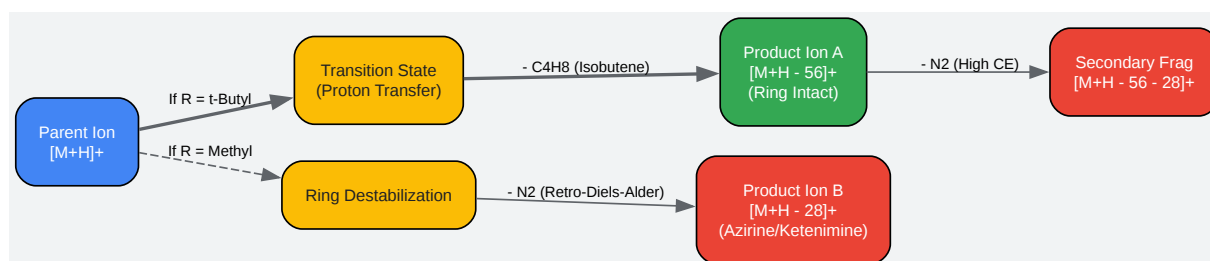 Parent Ion
[M+H]+
If R = t-Butyl
If R = Methyl
Transition State
(Proton Transfer)
Ring Destabilization
- C4H8 (Isobutene)
- N2 (Retro-Diels-Alder)
Product Ion A
[M+H - 56]+
(Ring Intact)
Product Ion B
[M+H - 28]+
(Azirine/Ketenimine)
- N2 (High CE)
Secondary Frag
[M+H - 56 - 28]+